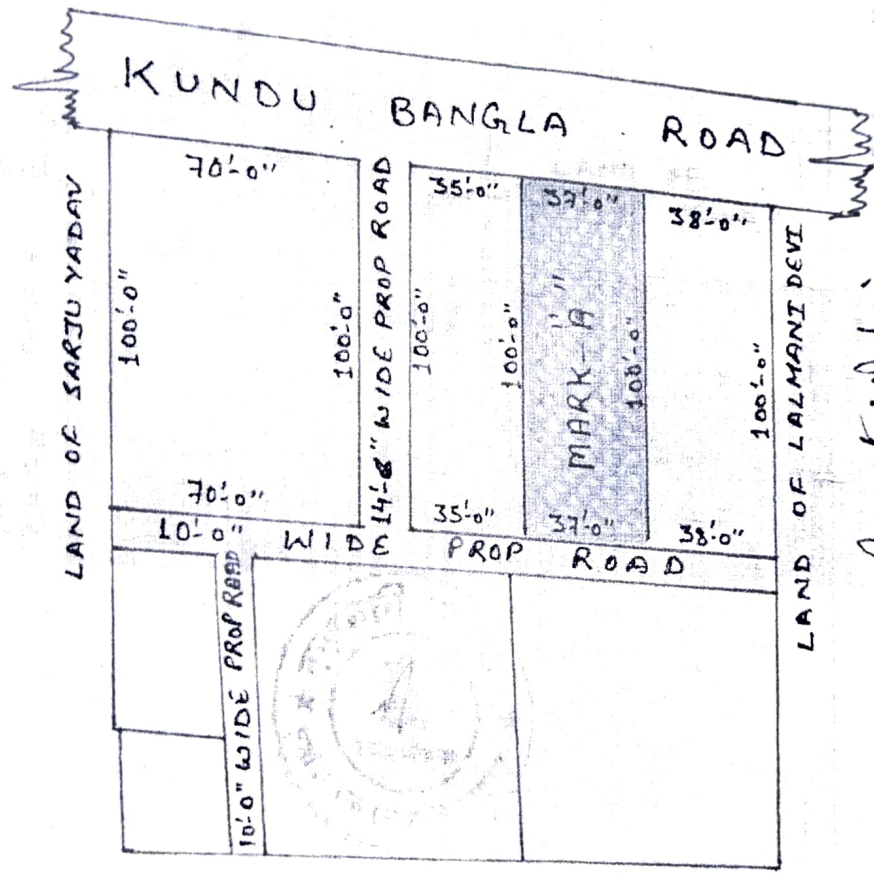 KUNDU BANGLA ROAD
70'-0"
35'-0"
37'-0"
38'-0"
LAND OF SARJU YADAV
100'-0"
100'-0"
14'-0" WIDE PROP ROAD
100'-0"
100'-0"
MARK-"A"
100'-0"
100'-0"
LAND OF LALMANI DEVI
70'-0"
35'-0"
37'-0"
38'-0"
10'-0" WIDE PROP ROAD
10'-0" WIDE PROP ROAD